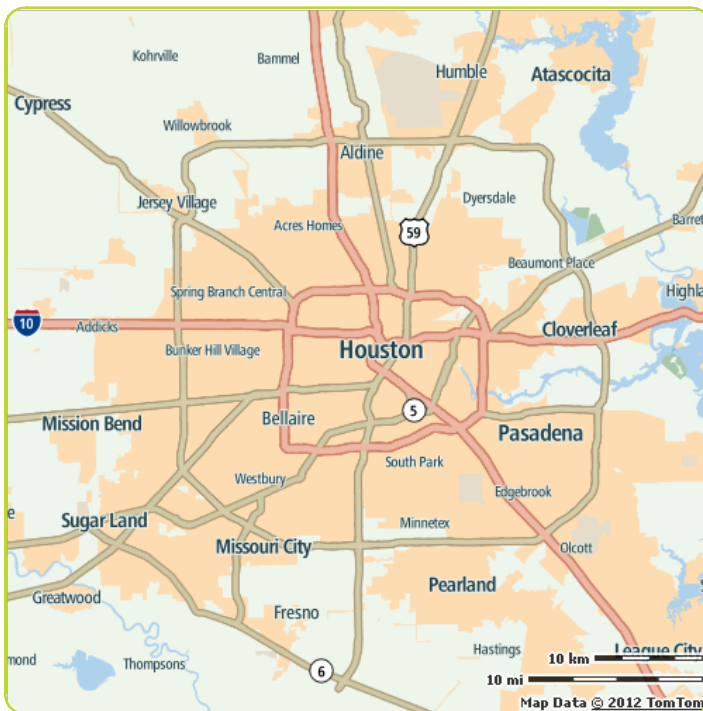 Kohrville
Bammel
Humble
Atascocita
Cypress
Willowbrook
Aldine
Dyersdale
Jersey Village
Acres Homes
59
Barret
Beaumont Place
Spring Branch Central
Highla
10
Addicks
Cloverleaf
Bunker Hill Village
Houston
Bellaire
5
Mission Bend
Pasadena
South Park
Westbury
Edgebrook
Sugar Land
Minnetex
Missouri City
Olcott
Pearland
Greatwood
Fresno
Hastings
League City
mond
Thompsons
10 km
6
10 mi
Map Data © 2012 TomTom